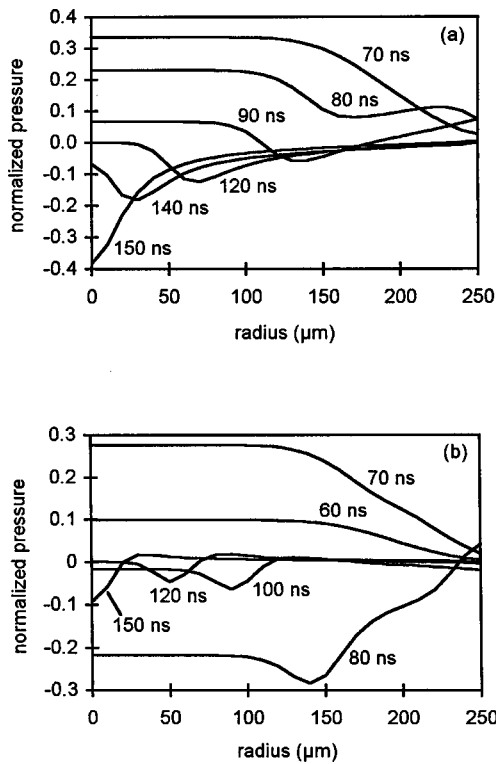 (a)
normalized pressure
0.4
0.3
0.2
0.1
0.0
-0.1
-0.2
-0.3
-0.4
70 ns
80 ns
90 ns
120 ns
140 ns
150 ns
0 50 100 150 200 250
radius (µm)
(b)
normalized pressure
0.3
0.2
0.1
0
-0.1
-0.2
-0.3
70 ns
60 ns
120 ns
100 ns
150 ns
80 ns
0 50 100 150 200 250
radius (µm)